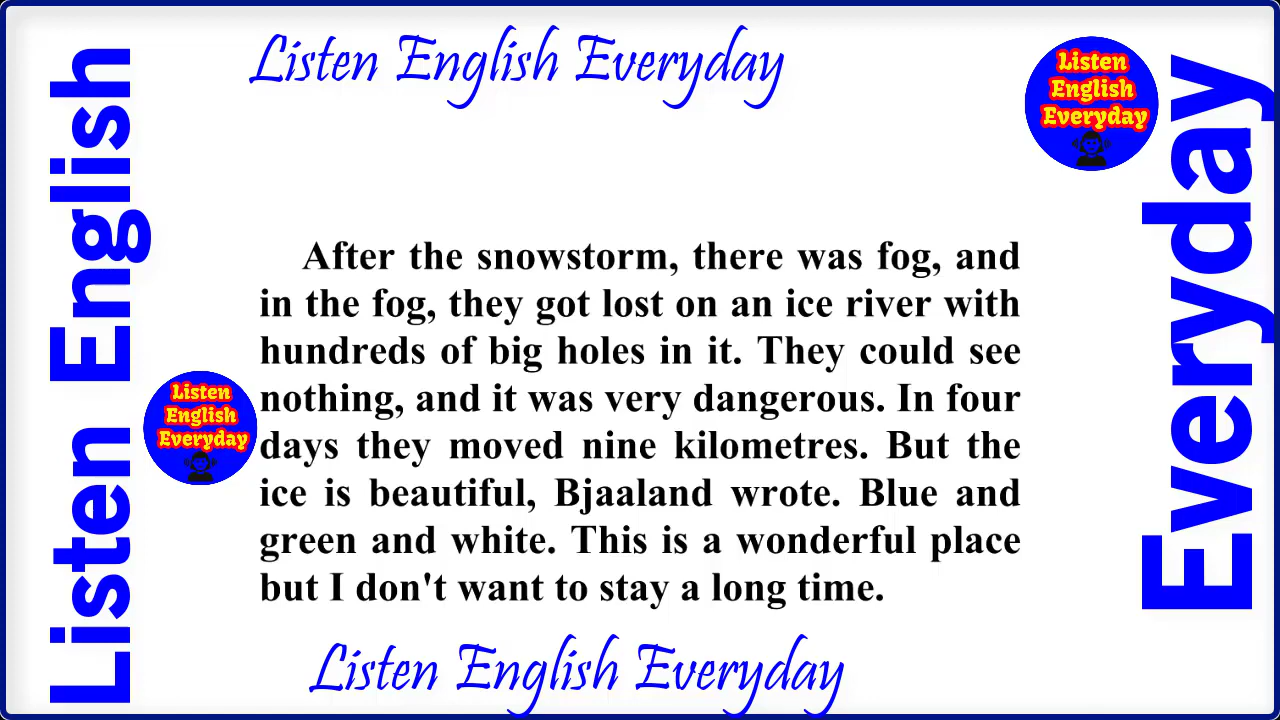 Listen English Everyday
Listen
English
Everyday
Listen English
Everyday
After the snowstorm, there was fog, and
in the fog, they got lost on an ice river with
hundreds of big holes in it. They could see
nothing, and it was very dangerous. In four
days they moved nine kilometres. But the
ice is beautiful, Bjaaland wrote. Blue and
green and white. This is a wonderful place
but I don't want to stay a long time.
Listen
English
Everyday
Listen English Everyday